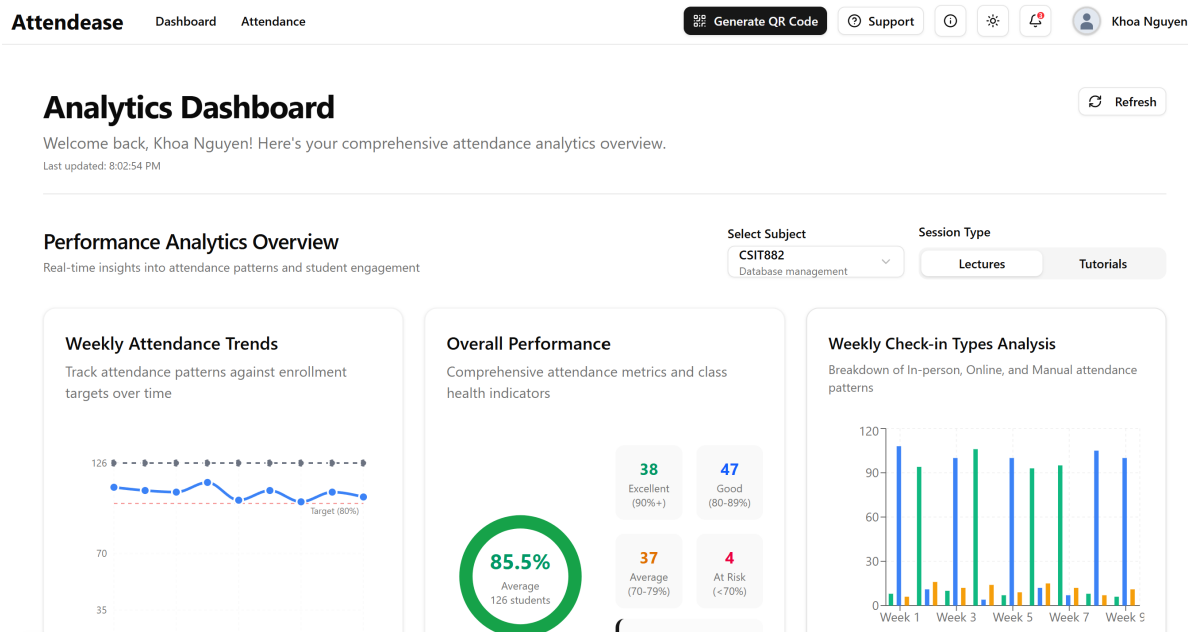 Attendease
Dashboard
Attendance
Generate QR Code
Support
3
Khoa Nguyen
Analytics Dashboard
Refresh
Welcome back, Khoa Nguyen! Here's your comprehensive attendance analytics overview.
Last updated: 8:02:54 PM
Performance Analytics Overview
Real-time insights into attendance patterns and student engagement
Select Subject
CSIT882
Database management
Session Type
Lectures
Tutorials
Weekly Attendance Trends
Track attendance patterns against enrollment
targets over time
126
Target (80%)
70
35
Overall Performance
Comprehensive attendance metrics and class
health indicators
85.5%
Average
126 students
38
Excellent
(90%+)
47
Good
(80-89%)
37
Average
(70-79%)
4
At Risk
(<70%)
Weekly Check-in Types Analysis
Breakdown of In-person, Online, and Manual attendance
patterns
120
90
60
30
0
Week 1
Week 3
Week 5
Week 7
Week 9